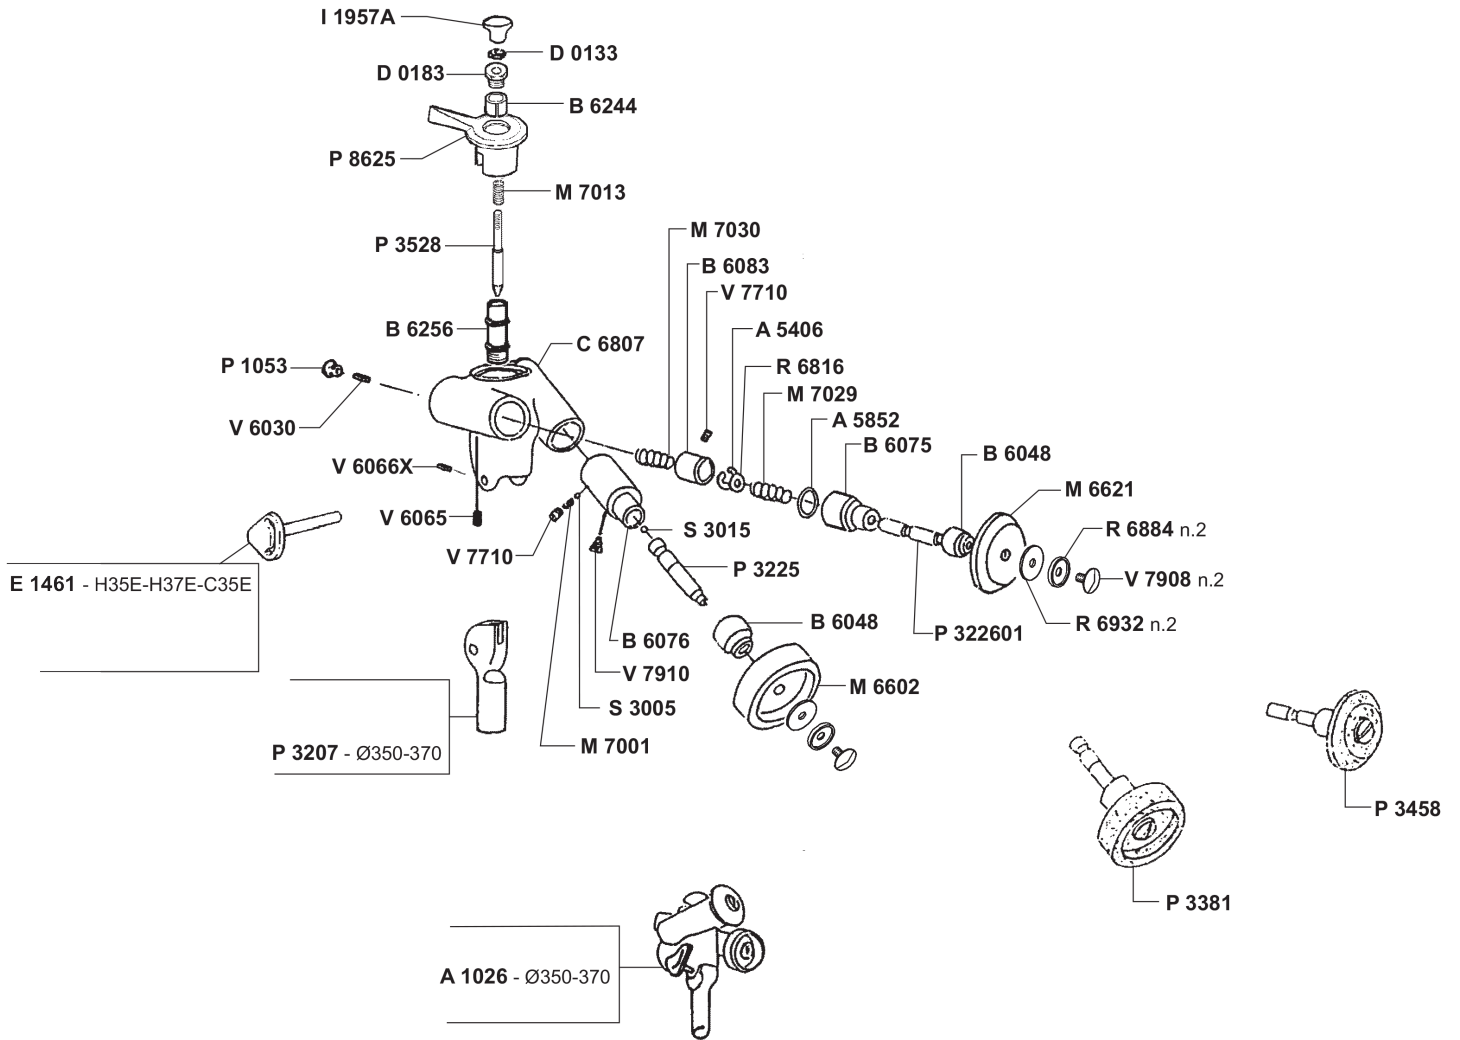 I 1957A
D 0133
D 0183
B 6244
P 8625
M 7013
M 7030
P 3528
B 6083
V 7710
B 6256
A 5406
C 6807
P 1053
R 6816
M 7029
A 5852
V 6030
B 6075
B 6048
V 6066X
M 6621
V 6065
R 6884 n.2
S 3015
V 7710
P 3225
V 7908 n.2
E 1461 - H35E-H37E-C35E
B 6048
R 6932 n.2
P 322601
B 6076
V 7910
M 6602
S 3005
M 7001
P 3207 - Ø350-370
P 3458
P 3381
A 1026 - Ø350-370